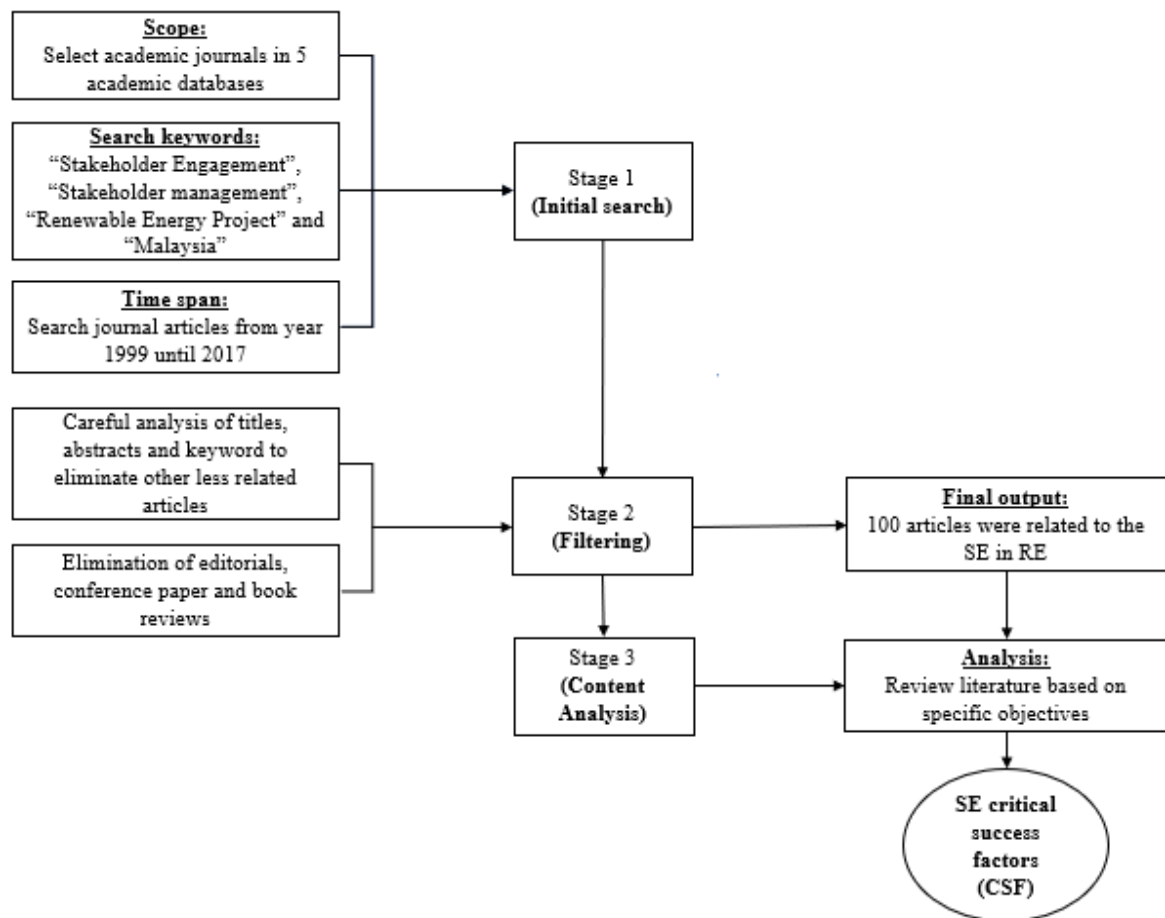 Scope:
Select academic journals in 5
academic databases
Search keywords:
“Stakeholder Engagement”,
“Stakeholder management”,
“Renewable Energy Project” and
“Malaysia”
Time span:
Search journal articles from year
1999 until 2017
Stage 1
(Initial search)
Careful analysis of titles,
abstracts and keyword to
eliminate other less related
articles
Elimination of editorials,
conference paper and book
reviews
Stage 2
(Filtering)
Final output:
100 articles were related to the
SE in RE
Stage 3
(Content
Analysis)
Analysis:
Review literature based on
specific objectives
SE critical
success
factors
(CSF)